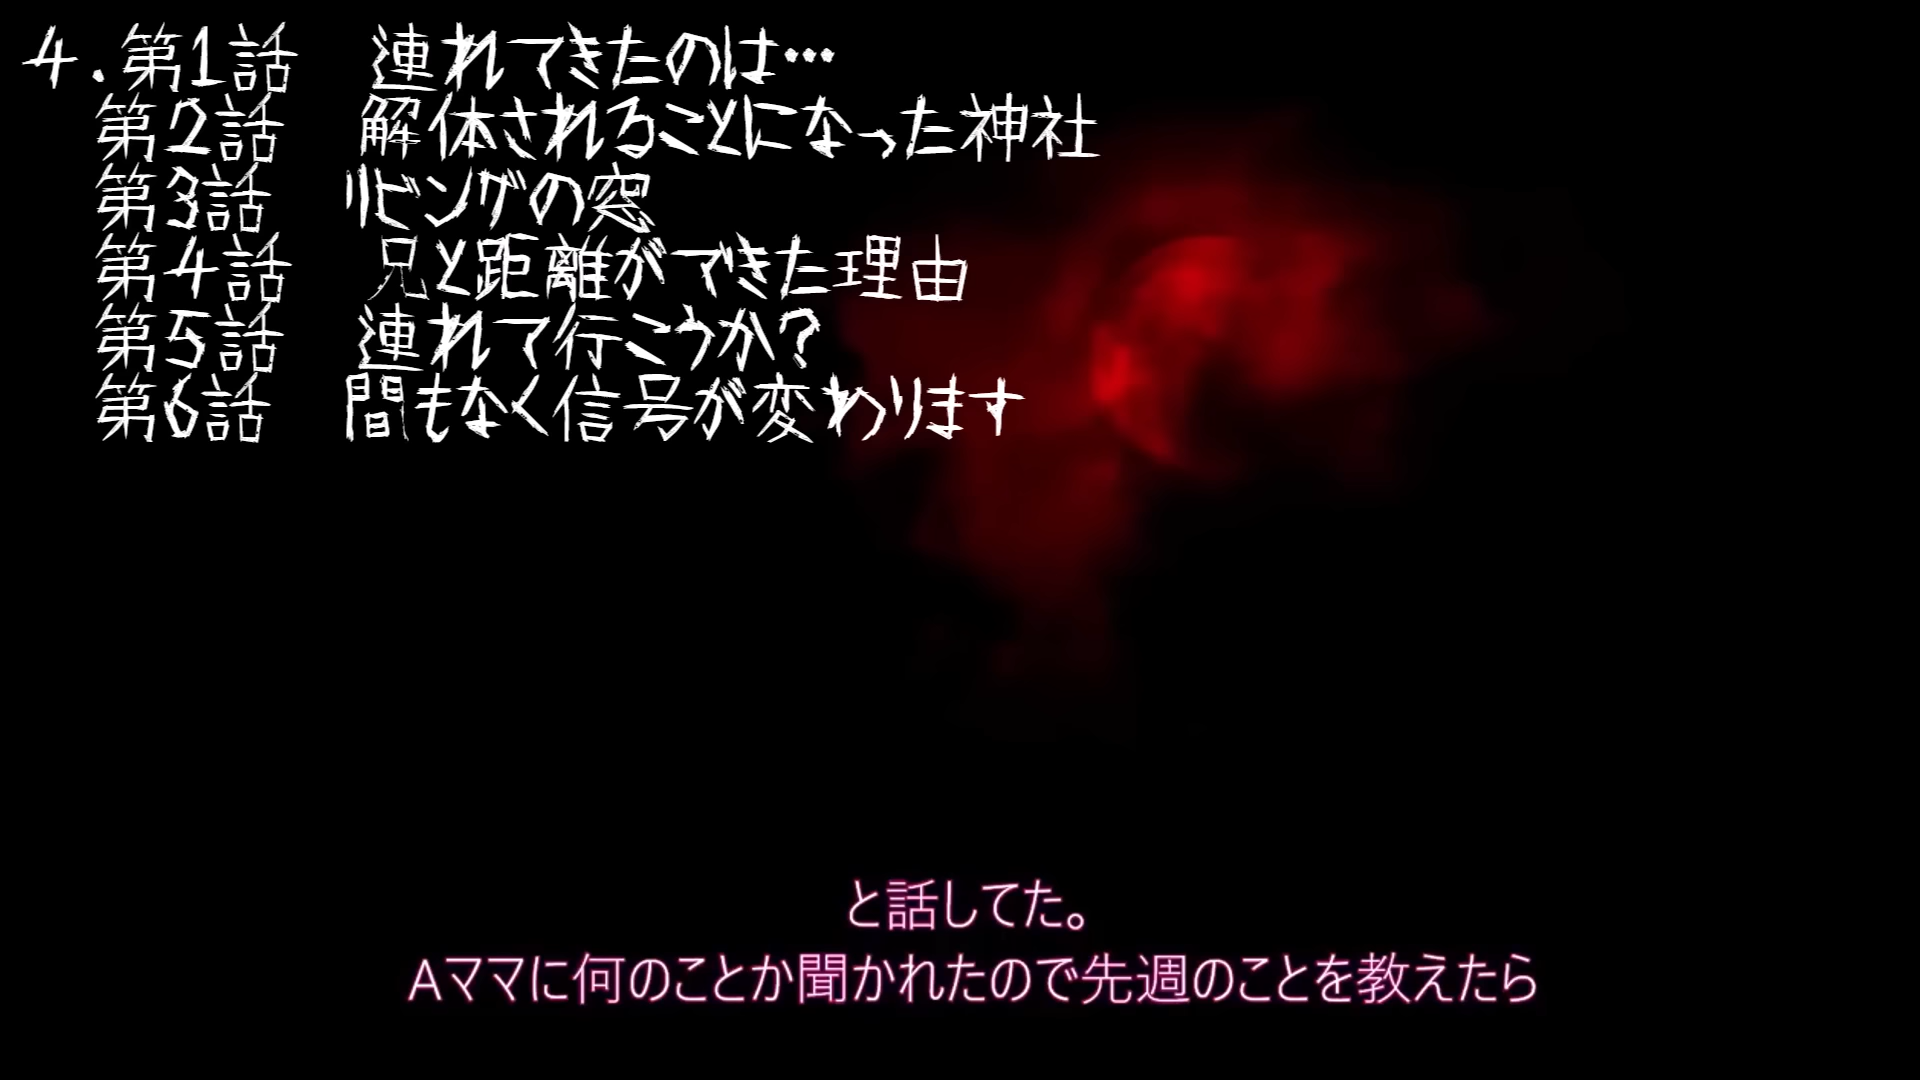 4.第1話　連れてきたのは…
第2話　解体されることになった神社
第3話　リビングの窓
第4話　兄と距離ができた理由
第5話　連れて行こうか?
第6話　間もなく信号が変わります
と話してた。
Aママに何のことか聞かれたので先週のことを教えたら